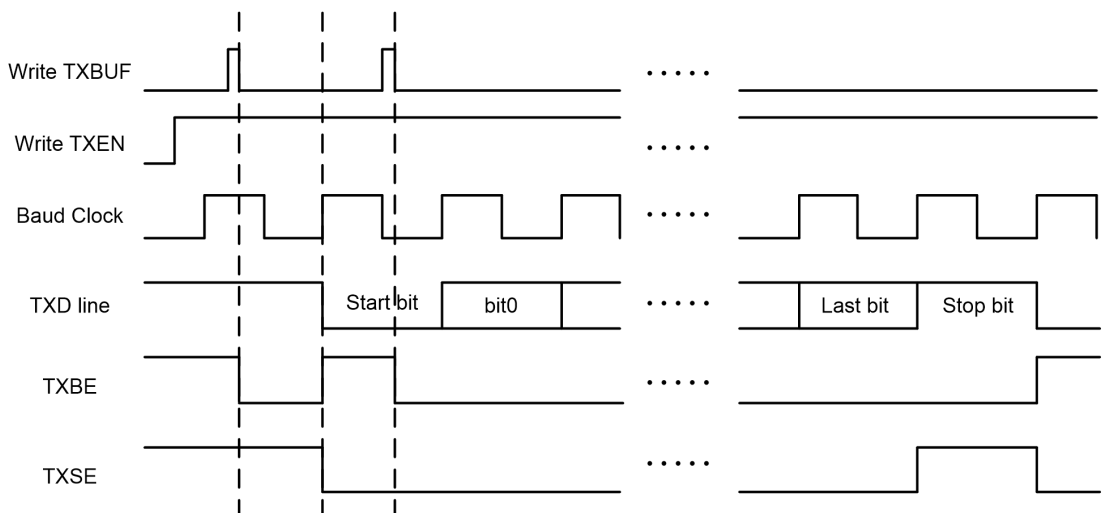 Write TXBUF
Write TXEN
Baud Clock
TXD line
Start bit
bit0
Last bit
Stop bit
TXBE
TXSE